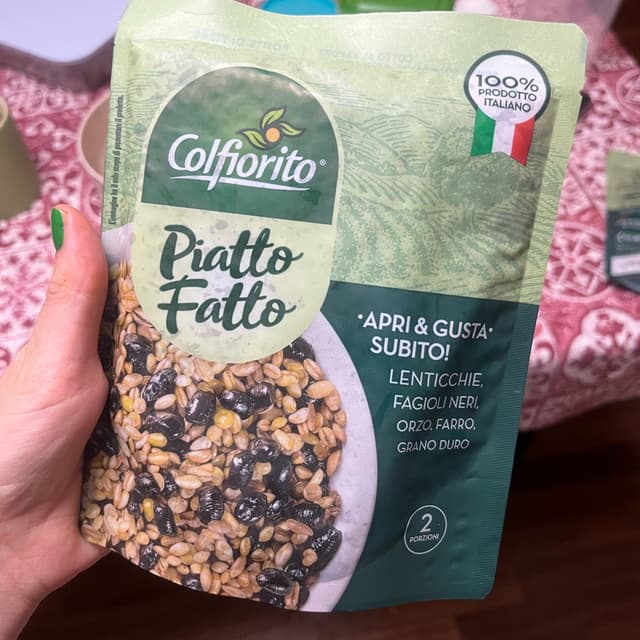 100%
PRODOTTO
ITALIANO
Colfiorito®
Piatto
Fatto
·APRI & GUSTA·
SUBITO!
LENTICCHIE,
FAGIOLI NERI,
ORZO, FARRO,
GRANO DURO
2
PORZIONI